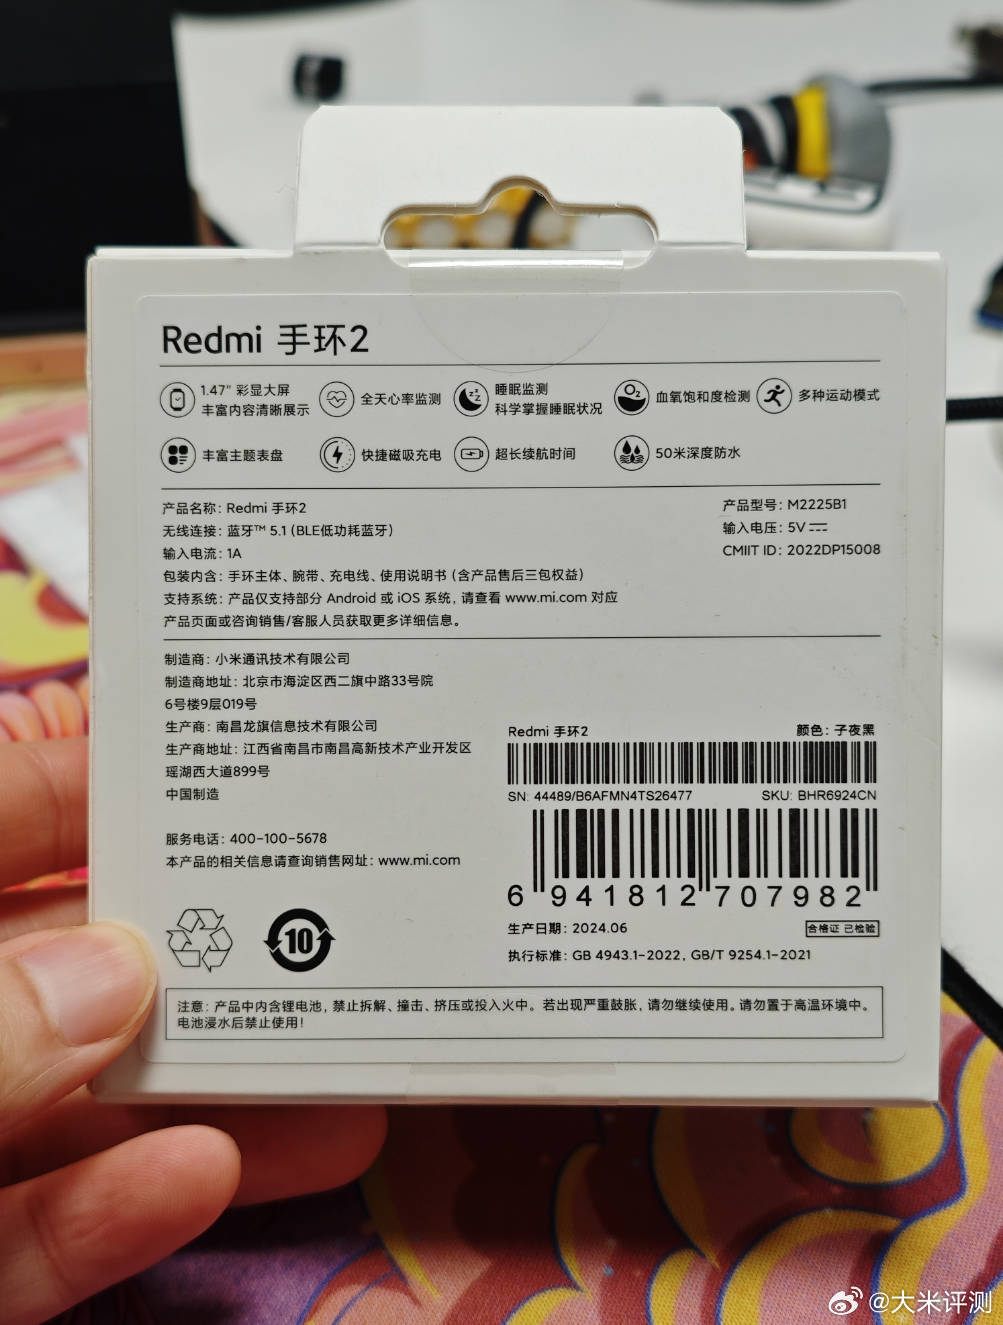 Redmi 手环2
1.47" 彩显大屏
丰富内容清晰展示
全天心率监测
睡眠监测
科学掌握睡眠状况
血氧饱和度检测
多种运动模式
丰富主题表盘
快捷磁吸充电
超长续航时间
50米深度防水
产品名称: Redmi 手环2
无线连接: 蓝牙™ 5.1 (BLE低功耗蓝牙)
输入电流: 1A
包装内含: 手环主体、腕带、充电线、使用说明书 (含产品售后三包权益)
支持系统: 产品仅支持部分 Android 或 iOS 系统, 请查看 www.mi.com 对应
产品页面或咨询销售/客服人员获取更多详细信息。
产品型号: M2225B1
输入电压: 5V
CMIIT ID: 2022DP15008
制造商: 小米通讯技术有限公司
制造商地址: 北京市海淀区西二旗中路33号院
6号楼9层019号
生产商: 南昌龙旗信息技术有限公司
生产商地址: 江西省南昌市南昌高新技术产业开发区
瑶湖西大道899号
中国制造
服务电话: 400-100-5678
本产品的相关信息请查询销售网址: www.mi.com
10
Redmi 手环2
颜色: 子夜黑
SN: 44489/B6AFMN4TS26477
SKU: BHR6924CN
6 941812 707982
生产日期: 2024.06
合格证 已检验
执行标准: GB 4943.1-2022, GB/T 9254.1-2021
注意: 产品中内含锂电池, 禁止拆解、撞击、挤压或投入火中。若出现严重鼓胀, 请勿继续使用。请勿置于高温环境中。
电池浸水后禁止使用!
@大米评测